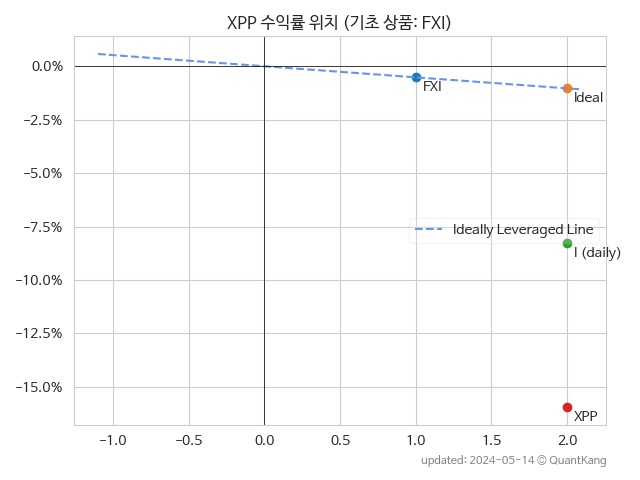 XPP 수익률 위치 (기초 상품: FXI)
0.0%
−2.5%
−5.0%
−7.5%
−10.0%
−12.5%
−15.0%
FXI
Ideal
Ideally Leveraged Line
I (daily)
XPP
−1.0 −0.5 0.0 0.5 1.0 1.5 2.0
updated: 2024-05-14 © QuantKang